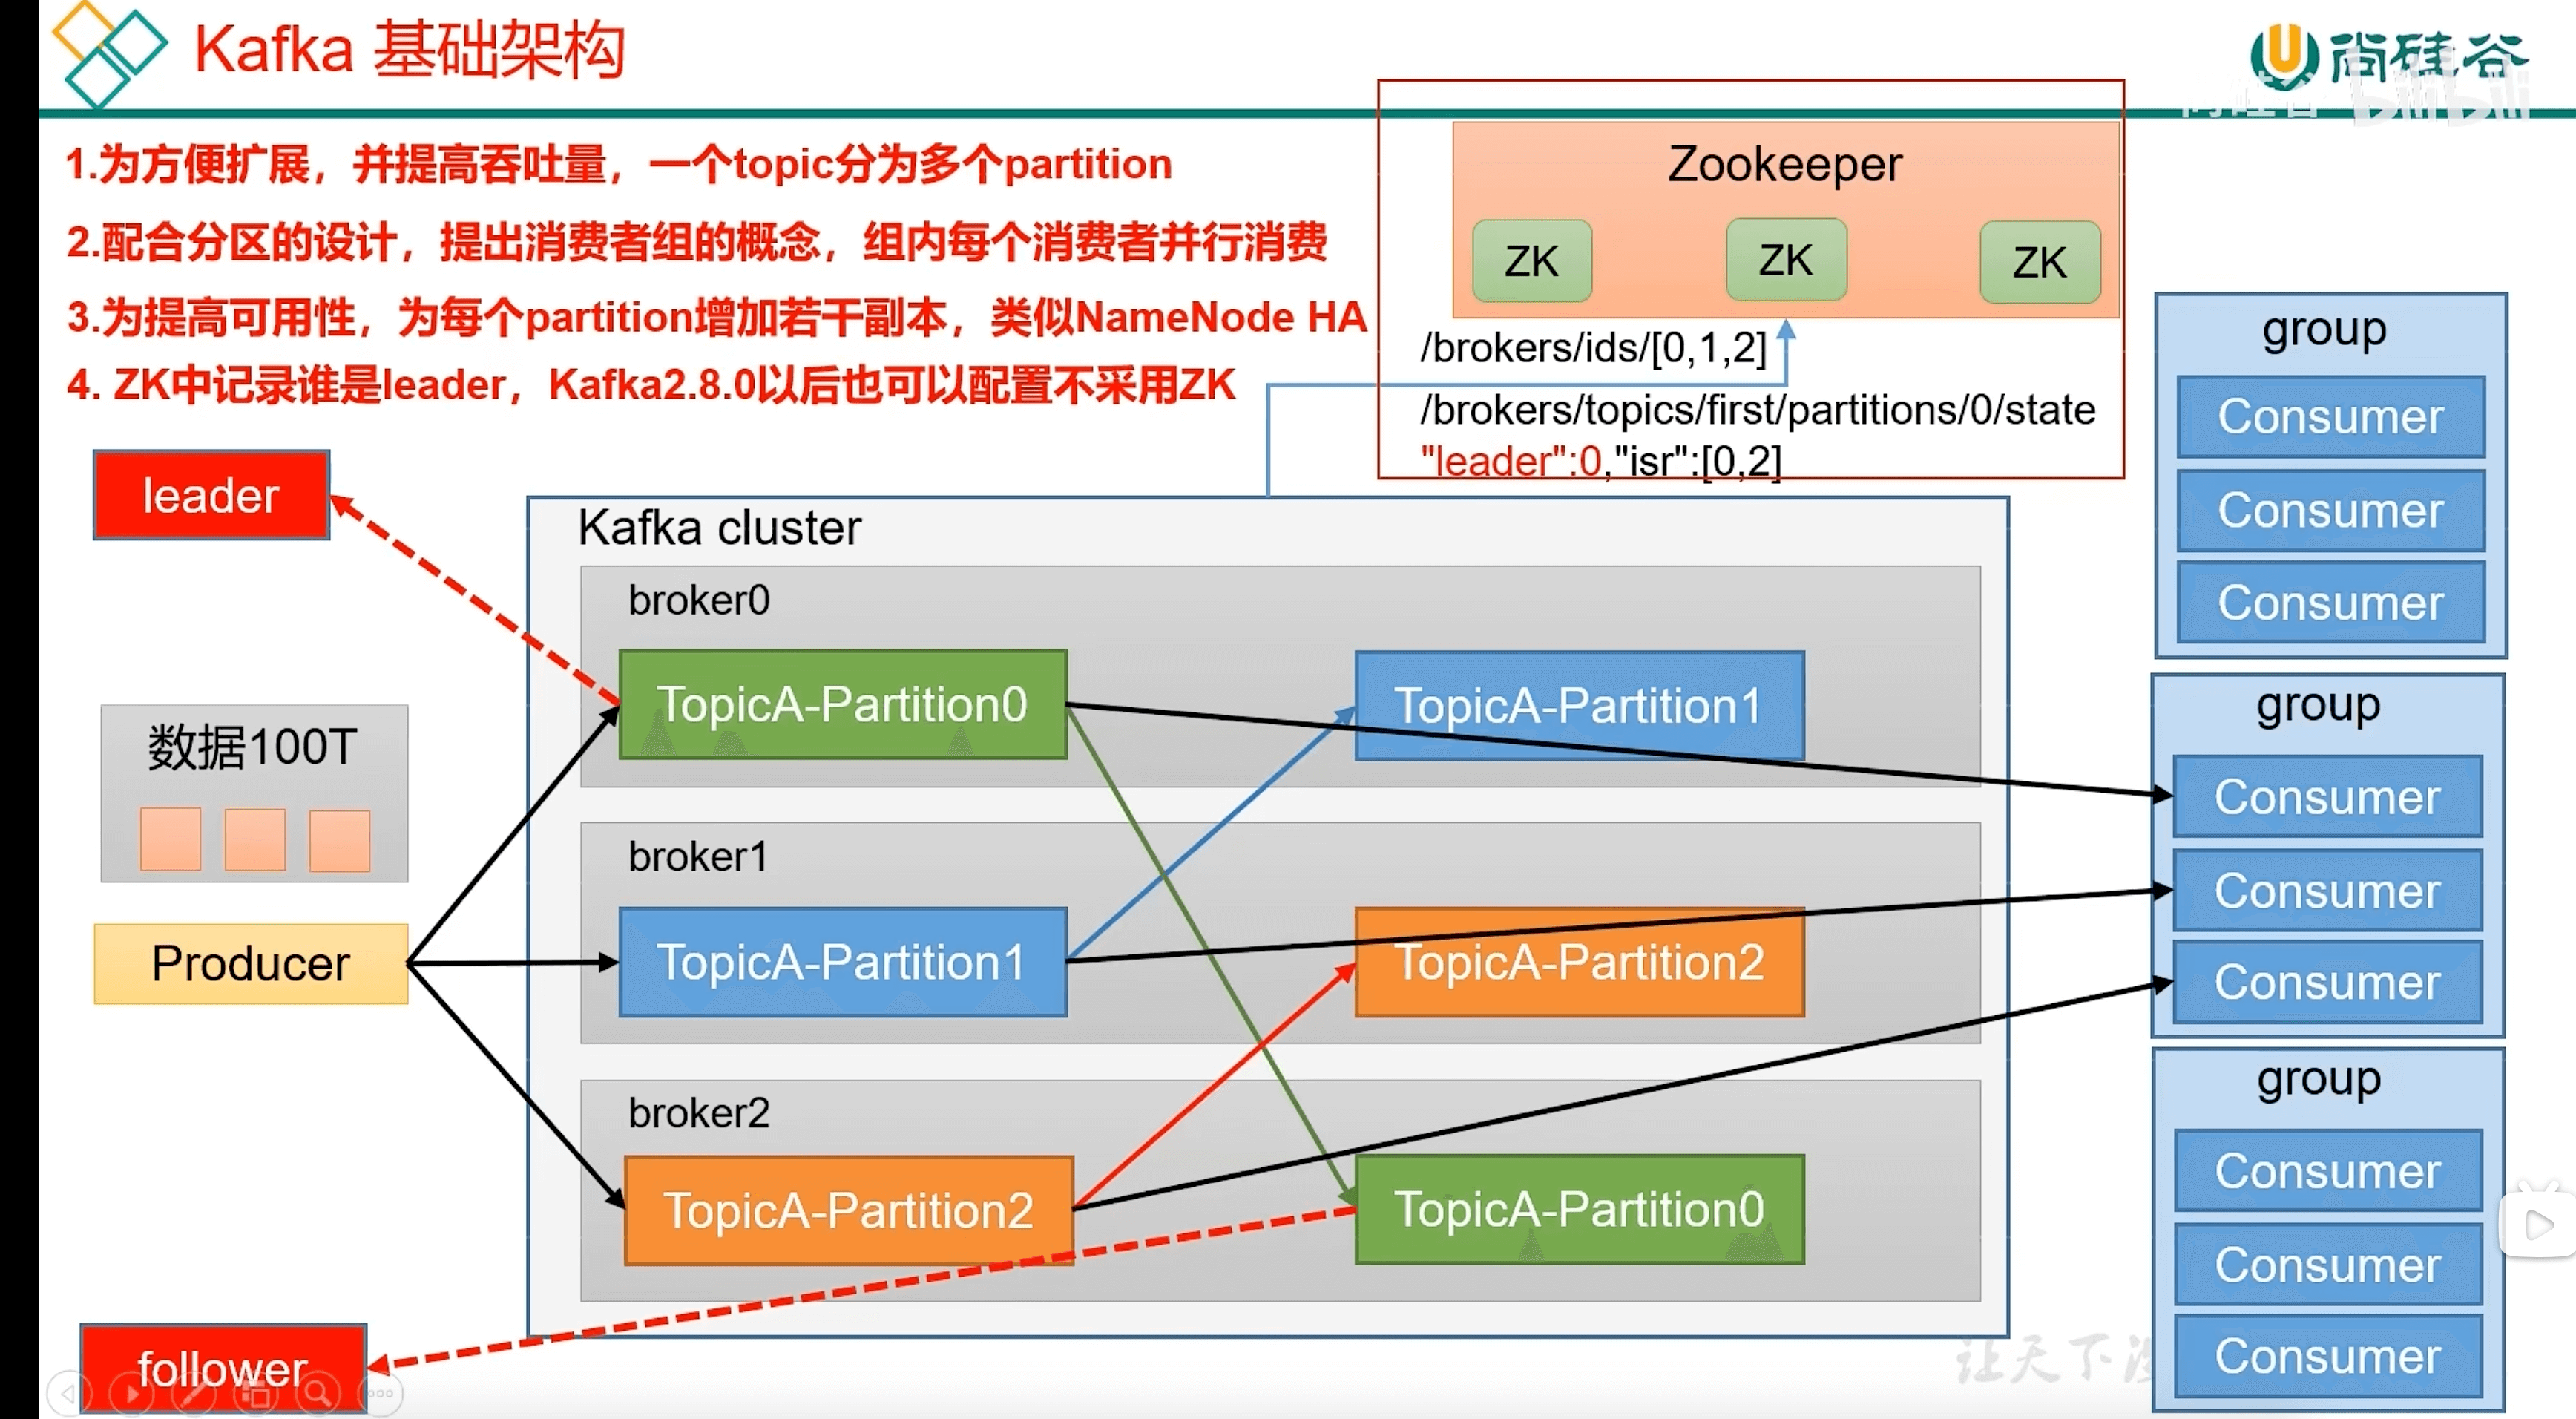 Kafka 基础架构
尚硅谷
1.为方便扩展，并提高吞吐量，一个topic分为多个partition
2.配合分区的设计，提出消费者组的概念，组内每个消费者并行消费
3.为提高可用性，为每个partition增加若干副本，类似NameNode HA
4. ZK中记录谁是leader，Kafka2.8.0以后也可以配置不采用ZK
Zookeeper
ZK
ZK
ZK
/brokers/ids/[0,1,2]
/brokers/topics/first/partitions/0/state
"leader":0,"isr":[0,2]
leader
数据100T
Producer
follower
Kafka cluster
broker0
TopicA-Partition0
TopicA-Partition1
broker1
TopicA-Partition1
TopicA-Partition2
broker2
TopicA-Partition2
TopicA-Partition0
group
Consumer
Consumer
Consumer
group
Consumer
Consumer
Consumer
group
Consumer
Consumer
Consumer
尚硅谷 bilibili
让天下